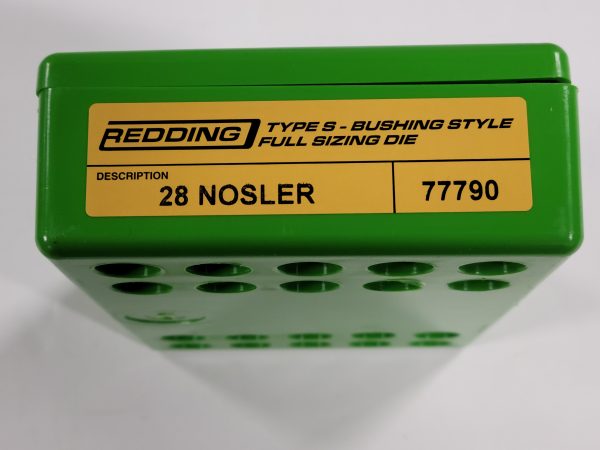 REDDING TYPE S - BUSHING STYLE
FULL SIZING DIE
DESCRIPTION
28 NOSLER 77790